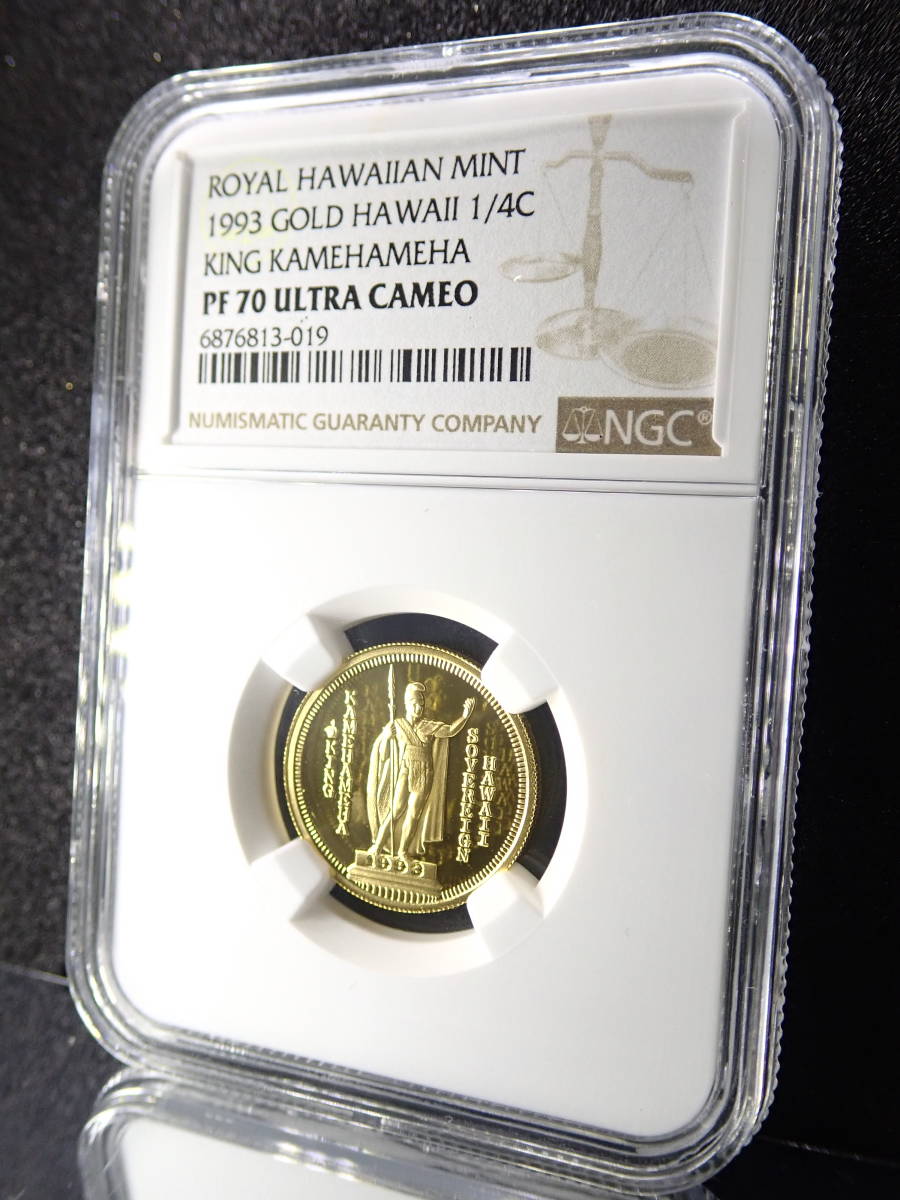 ROYAL HAWAIIAN MINT
1993 GOLD HAWAII 1/4C
KING KAMEHAMEHA
PF 70 ULTRA CAMEO
6876813-019
NUMISMATIC GUARANTY COMPANY
NGC®
KING
KAMEHAMEHA
SOVEREIGN
HAWAII
1993